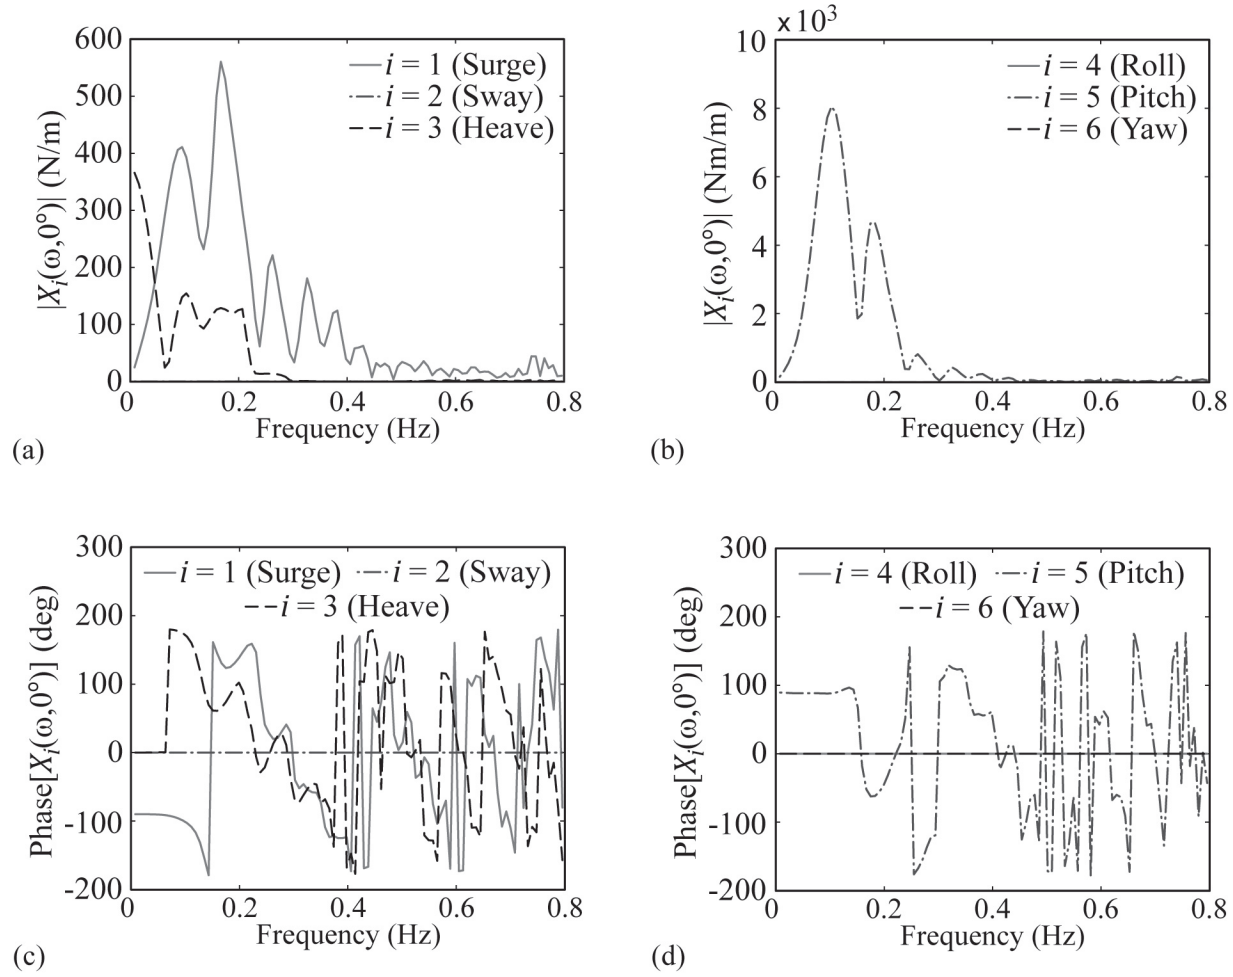 ×10³
600
500
400
300
200
100
0
|Xᵢ(ω,0°)| (N/m)
i = 1 (Surge)
i = 2 (Sway)
i = 3 (Heave)
0 0.2 0.4 0.6 0.8
Frequency (Hz)
(a)
10
8
6
4
2
0
|Xᵢ(ω,0°)| (Nm/m)
i = 4 (Roll)
i = 5 (Pitch)
i = 6 (Yaw)
0 0.2 0.4 0.6 0.8
Frequency (Hz)
(b)
300
200
100
0
-100
-200
Phase[Xᵢ(ω,0°)] (deg)
i = 1 (Surge) i = 2 (Sway)
i = 3 (Heave)
0 0.2 0.4 0.6 0.8
Frequency (Hz)
(c)
300
200
100
0
-100
-200
Phase[Xᵢ(ω,0°)] (deg)
i = 4 (Roll) i = 5 (Pitch)
i = 6 (Yaw)
0 0.2 0.4 0.6 0.8
Frequency (Hz)
(d)